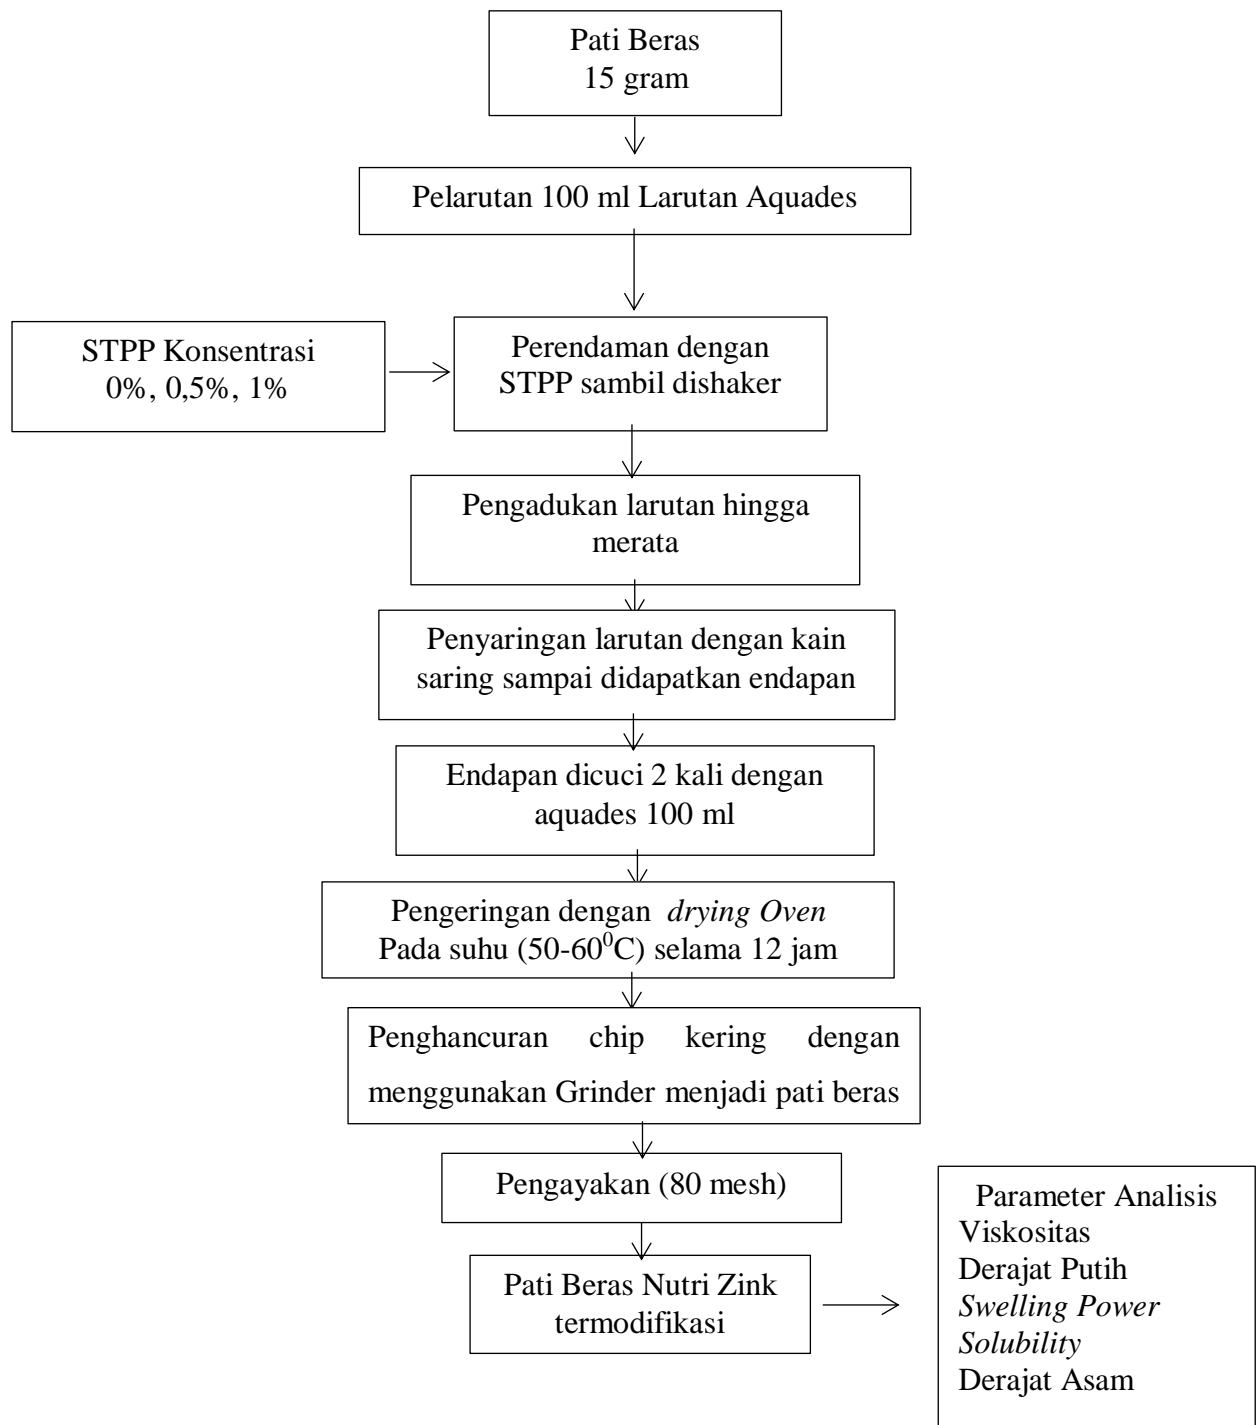 Pati Beras
15 gram
Pelarutan 100 ml Larutan Aquades
STPP Konsentrasi
0%, 0,5%, 1%
Perendaman dengan
STPP sambil dishaker
Pengadukan larutan hingga
merata
Penyaringan larutan dengan kain
saring sampai didapatkan endapan
Endapan dicuci 2 kali dengan
aquades 100 ml
Pengeringan dengan drying Oven
Pada suhu (50-60⁰C) selama 12 jam
Penghancuran chip kering dengan
menggunakan Grinder menjadi pati beras
Pengayakan (80 mesh)
Pati Beras Nutri Zink
termodifikasi
Parameter Analisis
Viskositas
Derajat Putih
Swelling Power
Solubility
Derajat Asam